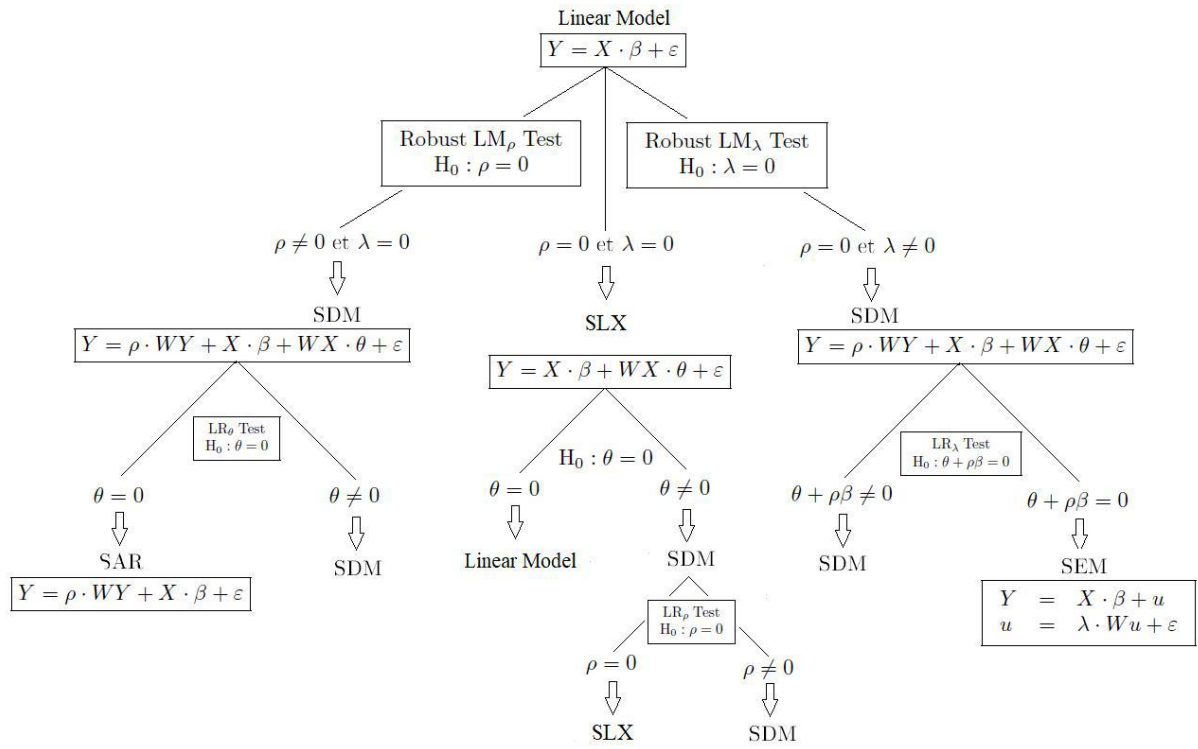 Linear Model
Y = X · β + ε
Robust LMρ Test
H0 : ρ = 0
Robust LMλ Test
H0 : λ = 0
ρ ≠ 0 et λ = 0
ρ = 0 et λ = 0
ρ = 0 et λ ≠ 0
SDM
SLX
SDM
Y = ρ · WY + X · β + WX · θ + ε
Y = X · β + WX · θ + ε
Y = ρ · WY + X · β + WX · θ + ε
LRθ Test
H0 : θ = 0
H0 : θ = 0
LRλ Test
H0 : θ + ρβ = 0
θ = 0
θ ≠ 0
θ = 0
θ ≠ 0
θ + ρβ ≠ 0
θ + ρβ = 0
SAR
SDM
Linear Model
SDM
SDM
SEM
Y = ρ · WY + X · β + ε
Y = X · β + u
u = λ · Wu + ε
LRρ Test
H0 : ρ = 0
ρ = 0
ρ ≠ 0
SLX
SDM